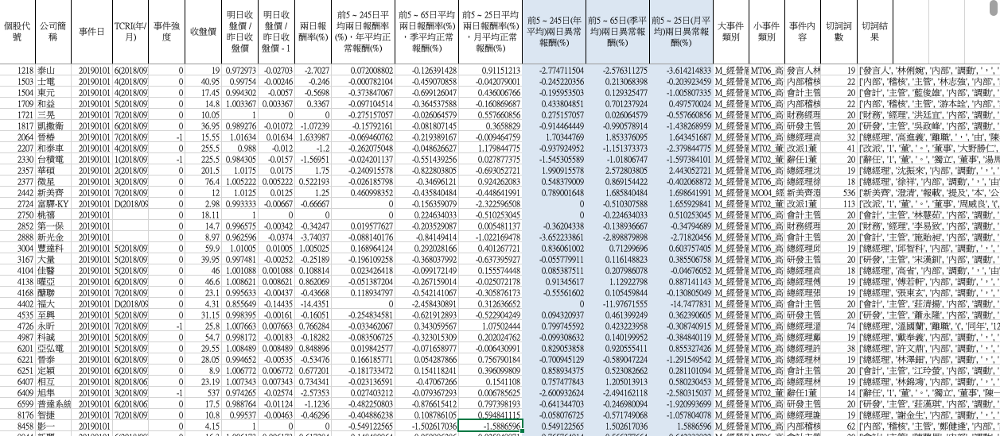 個股代號 公司簡稱 事件日 TCRI(年/月) 事件強度 收盤價 明日收盤價 / 昨日收盤價 明日收盤價 / 昨日收盤價 - 1 兩日報酬率(%) 前5 ~ 245日平均兩日報酬率(%)，年平均正常報酬(%) 前5 ~ 65日平均兩日報酬率(%)，季平均正常報酬(%) 前5 ~ 25日平均兩日報酬率(%)，月平均正常報酬(%) 前5 ~ 245日(年平均)兩日異常報酬(%) 前5 ~ 65日(季平均)兩日異常報酬(%) 前5 ~ 25日(月平均)兩日異常報酬(%) 大事件類別 小事件類別 事件內容 切詞詞數 切詞結果
1218 泰山 20190101 6(2018/09 0 19 0.972973 -0.02703 -2.7027 0.072008802 -0.126391428 0.91151213 -2.774711504 -2.576311275 -3.614214833 M_經營 MT06_高 發言人林 19 ['發言人', '林俐婉', '內部', '調動', '，',
1503 士電 20190101 4(2018/09 0 40.95 0.99754 -0.00246 -0.246 -0.000782104 -0.459070858 -0.042079001 -0.245220356 0.213068398 -0.203923459 M_經營 MT06_高 內部稽核 22 ['內部', '稽核', '主管', '林志強', '內部',
1504 東元 20190101 4(2018/09 0 17.45 0.994302 -0.0057 -0.5698 -0.373847067 -0.699126047 0.436006766 -0.195953503 0.129325477 -1.005807335 M_經營 MT06_高 會計主管 20 ['會計', '主管', '藍俊雄', '內部', '調動',
1709 和益 20190101 5(2018/09 0 14.8 1.003367 0.003367 0.3367 -0.097104514 -0.364537588 -0.160869687 0.433804851 0.701237924 0.497570024 M_經營 MT06_高 內部稽核 22 ['內部', '稽核', '主管', '游本詮', '內部',
1721 三晃 20190101 7(2018/09 0 10.05 1 0 0 -0.275157057 -0.026064579 0.557660856 0.275157057 0.026064579 -0.557660856 M_經營 MT06_高 財務經理 20 ['財務', '經理', '洪廷宜', '內部', '調動',
1817 凱撒衛 20190101 6(2018/09 0 36.95 0.989276 -0.01072 -1.07239 -0.15792161 -0.081807145 0.3658829 -0.914464449 -0.990578914 -1.438268959 M_經營 MT06_高 研發主管 20 ['研發', '主管', '吳政峰', '內部', '調動',
2064 晉椿 20190101 7(2018/09 -1 15.55 1.01634 0.01634 1.633987 -0.069460762 -0.219389167 -0.009464759 1.70344769 1.853376095 1.643451687 M_經營 MT06_高 總經理高 32 ['總經理', '高進義', '離職', '，', '由', '陳
2207 和泰車 20190101 4(2018/09 0 255.5 0.988 -0.012 -1.2 -0.262075048 -0.048626627 1.179844775 -0.937924952 -1.151373373 -2.379844775 M_經營 MT02_董 改派1董 41 ['改派', '1', '董', '。', '董事', '大野勝仁
2330 台積電 20190101 1(2018/09 -1 225.5 0.984305 -0.0157 -1.56951 -0.024201137 -0.551439256 0.027877375 -1.545305589 -1.01806747 -1.597384101 M_經營 MT02_董 辭任1董 20 ['辭任', '1', '董', '。', '獨立', '董事', '湯馬
2357 華碩 20190101 2(2018/09 0 201.5 1.0175 0.0175 1.75 -0.240915578 -0.822803805 -0.693052721 1.990915578 2.572803805 2.443052721 M_經營 MT06_高 總經理沈 19 ['總經理', '沈振來', '內部', '調動', '，',
2377 微星 20190101 3(2018/09 0 76.4 1.005222 0.005222 0.522193 -0.026185816 -0.34696121 0.924262083 0.548379009 0.869154422 -0.402068872 M_經營 MT06_高 總經理徐 18 ['總經理', '徐祥', '內部', '調動', '，', '由
2442 新美齊 20190101 7(2018/09 0 12 1.0125 0.0125 1.25 0.460998352 -0.435840484 -0.448641991 0.789001648 1.685840484 1.698641991 M_經營 MO04_經 新美齊澄 536 ['新美齊', '澄清', '報載', '提及', '本', '公
2724 富驛-KY 20190101 D(2018/09 0 2.98 0.993333 -0.00667 -0.66667 0 -0.156359079 -2.322596508 0 -0.510307588 1.655929841 M_經營 MT02_董 改派1董 113 ['改派', '1', '董', '。', '董事', '周威良', '(',
2750 桃禧 20190101 0 18.11 1 0 0 0 0.224634033 -0.510253045 0 -0.224634033 0.510253045 M_經營 MT06_高 會計主管 20 ['會計', '主管', '林慧茹', '內部', '調動',
2852 第一保 20190101 0 14.7 0.996575 -0.00342 -0.34247 0.019577627 -0.203529087 0.005481137 -0.36204338 -0.138936667 -0.34794689 M_經營 MT06_高 財務經理 20 ['財務', '經理', '李易致', '內部', '調動',
2888 新光金 20190101 0 8.97 0.962596 -0.0374 -3.74037 -0.088140176 -0.84149414 -1.022169478 -3.652233861 -2.898879898 -2.71820456 M_經營 MT06_高 會計主管 20 ['會計', '主管', '施貽昶', '內部', '調動',
3004 豐達科 20190101 5(2018/09 0 59.9 1.01005 0.01005 1.005025 0.168964124 0.292028166 0.401267721 0.836061002 0.71299696 0.603757405 M_經營 MT06_高 總經理邱 19 ['總經理', '邱智科', '內部', '調動', '，',
3167 大量 20190101 5(2018/09 0 39.95 0.997481 -0.00252 -0.25189 -0.196109258 -0.368037992 -0.637395927 -0.055779911 0.116148823 0.385506758 M_經營 MT06_高 研發主管 20 ['研發', '主管', '宋漢釧', '內部', '調動',
4104 佳醫 20190101 5(2018/09 0 46 1.001088 0.001088 0.108814 0.023426418 -0.099172149 0.155574448 0.085387511 0.207986078 -0.04676052 M_經營 MT06_高 總經理高 18 ['總經理', '高省', '內部', '調動', '，', '由
4138 曜亞 20190101 6(2018/09 0 46.6 1.008621 0.008621 0.862069 -0.051387204 -0.267159014 -0.025072178 0.91345617 1.12922798 0.887141143 M_經營 MT06_高 總經理傅 19 ['總經理', '傅若軒', '內部', '調動', '，',
4168 醣聯 20190101 7(2018/09 0 23.1 0.995633 -0.00437 -0.43668 0.118934797 -0.542141067 -0.305876173 -0.55561602 0.105459844 -0.130805049 M_經營 MT06_高 總經理張 19 ['總經理', '張東玄', '內部', '調動', '，',
4402 福大 20190101 D(2018/09 0 4.31 0.855649 -0.14435 -14.4351 0 -2.458430891 0.312636652 0 -11.97671555 -14.7477831 M_經營 MT06_高 會計主管 20 ['會計', '主管', '莊清揚', '內部', '調動',
4535 至興 20190101 5(2018/09 0 31.15 0.998395 -0.00161 -0.16051 -0.254834581 -0.621912893 -0.522904249 0.094320937 0.461399249 0.362390605 M_經營 MT06_高 研發主管 20 ['研發', '主管', '蕭永隆', '內部', '調動',
4726 永昕 20190101 7(2018/09 -1 25.8 1.007663 0.007663 0.766284 -0.033462067 0.343059567 1.07502444 0.799745592 0.423223958 -0.308740915 M_經營 MT06_高 總經理溫 74 ['總經理', '溫國蘭', '離職', '(', '同年', '12
4987 科誠 20190101 5(2018/09 0 54.7 0.998172 -0.00183 -0.18282 -0.083506725 -0.323015309 0.202024762 -0.099308632 0.140199952 -0.384840119 M_經營 MT06_高 總經理戴 19 ['總經理', '戴奉義', '內部', '調動', '，',
6201 亞弘電 20190101 5(2018/09 0 29.55 1.008489 0.008489 0.848896 0.019842577 -0.071658977 -0.006430991 0.829053858 0.920555411 0.855327426 M_經營 MT06_高 總經理許 38 ['總經理', '許文鼎', '內部', '調動', '，',
6221 晉泰 20190101 6(2018/09 0 28.05 0.994652 -0.00535 -0.53476 0.166185771 0.054287866 0.756790184 -0.700945129 -0.589047224 -1.291549542 M_經營 MT06_高 總經理林 19 ['總經理', '林澤鈿', '內部', '調動', '，',
6251 定穎 20190101 6(2018/09 0 8.9 1.006772 0.006772 0.677201 -0.181733472 0.154118241 0.396099809 0.858934375 0.523082662 0.281101094 M_經營 MT06_高 會計主管 20 ['會計', '主管', '江玲螢', '內部', '調動',
6407 相互 20190101 8(2018/06 0 23.19 1.007343 0.007343 0.734341 -0.023136591 -0.47067266 0.1541108 0.757477843 1.205013913 0.580230453 M_經營 MT06_高 總經理林 19 ['總經理', '林錦鴻', '內部', '調動', '，',
6409 旭隼 20190101 3(2018/09 -1 537 0.974265 -0.02574 -2.57353 0.027403212 -0.079367293 0.006785625 -2.600932624 -2.494162118 -2.580315037 M_經營 MT02_董 辭任1董 14 ['辭任', '1', '董', '。', '獨立', '董事', '陳一
6599 普達系統 20190101 6(2018/09 0 17.5 0.988764 -0.01124 -1.1236 -0.482250803 -0.876615412 0.797398193 -0.641344703 -0.246980094 -1.920993699 M_經營 MT06_高 研發主管 20 ['研發', '主管', '莊漢琪', '內部', '調動',
8176 智捷 20190101 7(2018/09 0 10.8 0.99537 -0.00463 -0.46296 -0.404886238 0.108786105 0.594841115 -0.058076725 -0.571749068 -1.057804078 M_經營 MT06_高 總經理謝 19 ['總經理', '謝金生', '內部', '調動', '，',
8458 影一 20190101 0 4.15 1 0 0 -0.549122565 -1.502617036 -1.5886596 0.549122565 1.502617036 1.5886596 M_經營 MT06_高 會計主管 62 ['會計', '主管', '鄭健逢', '內部', '調動',